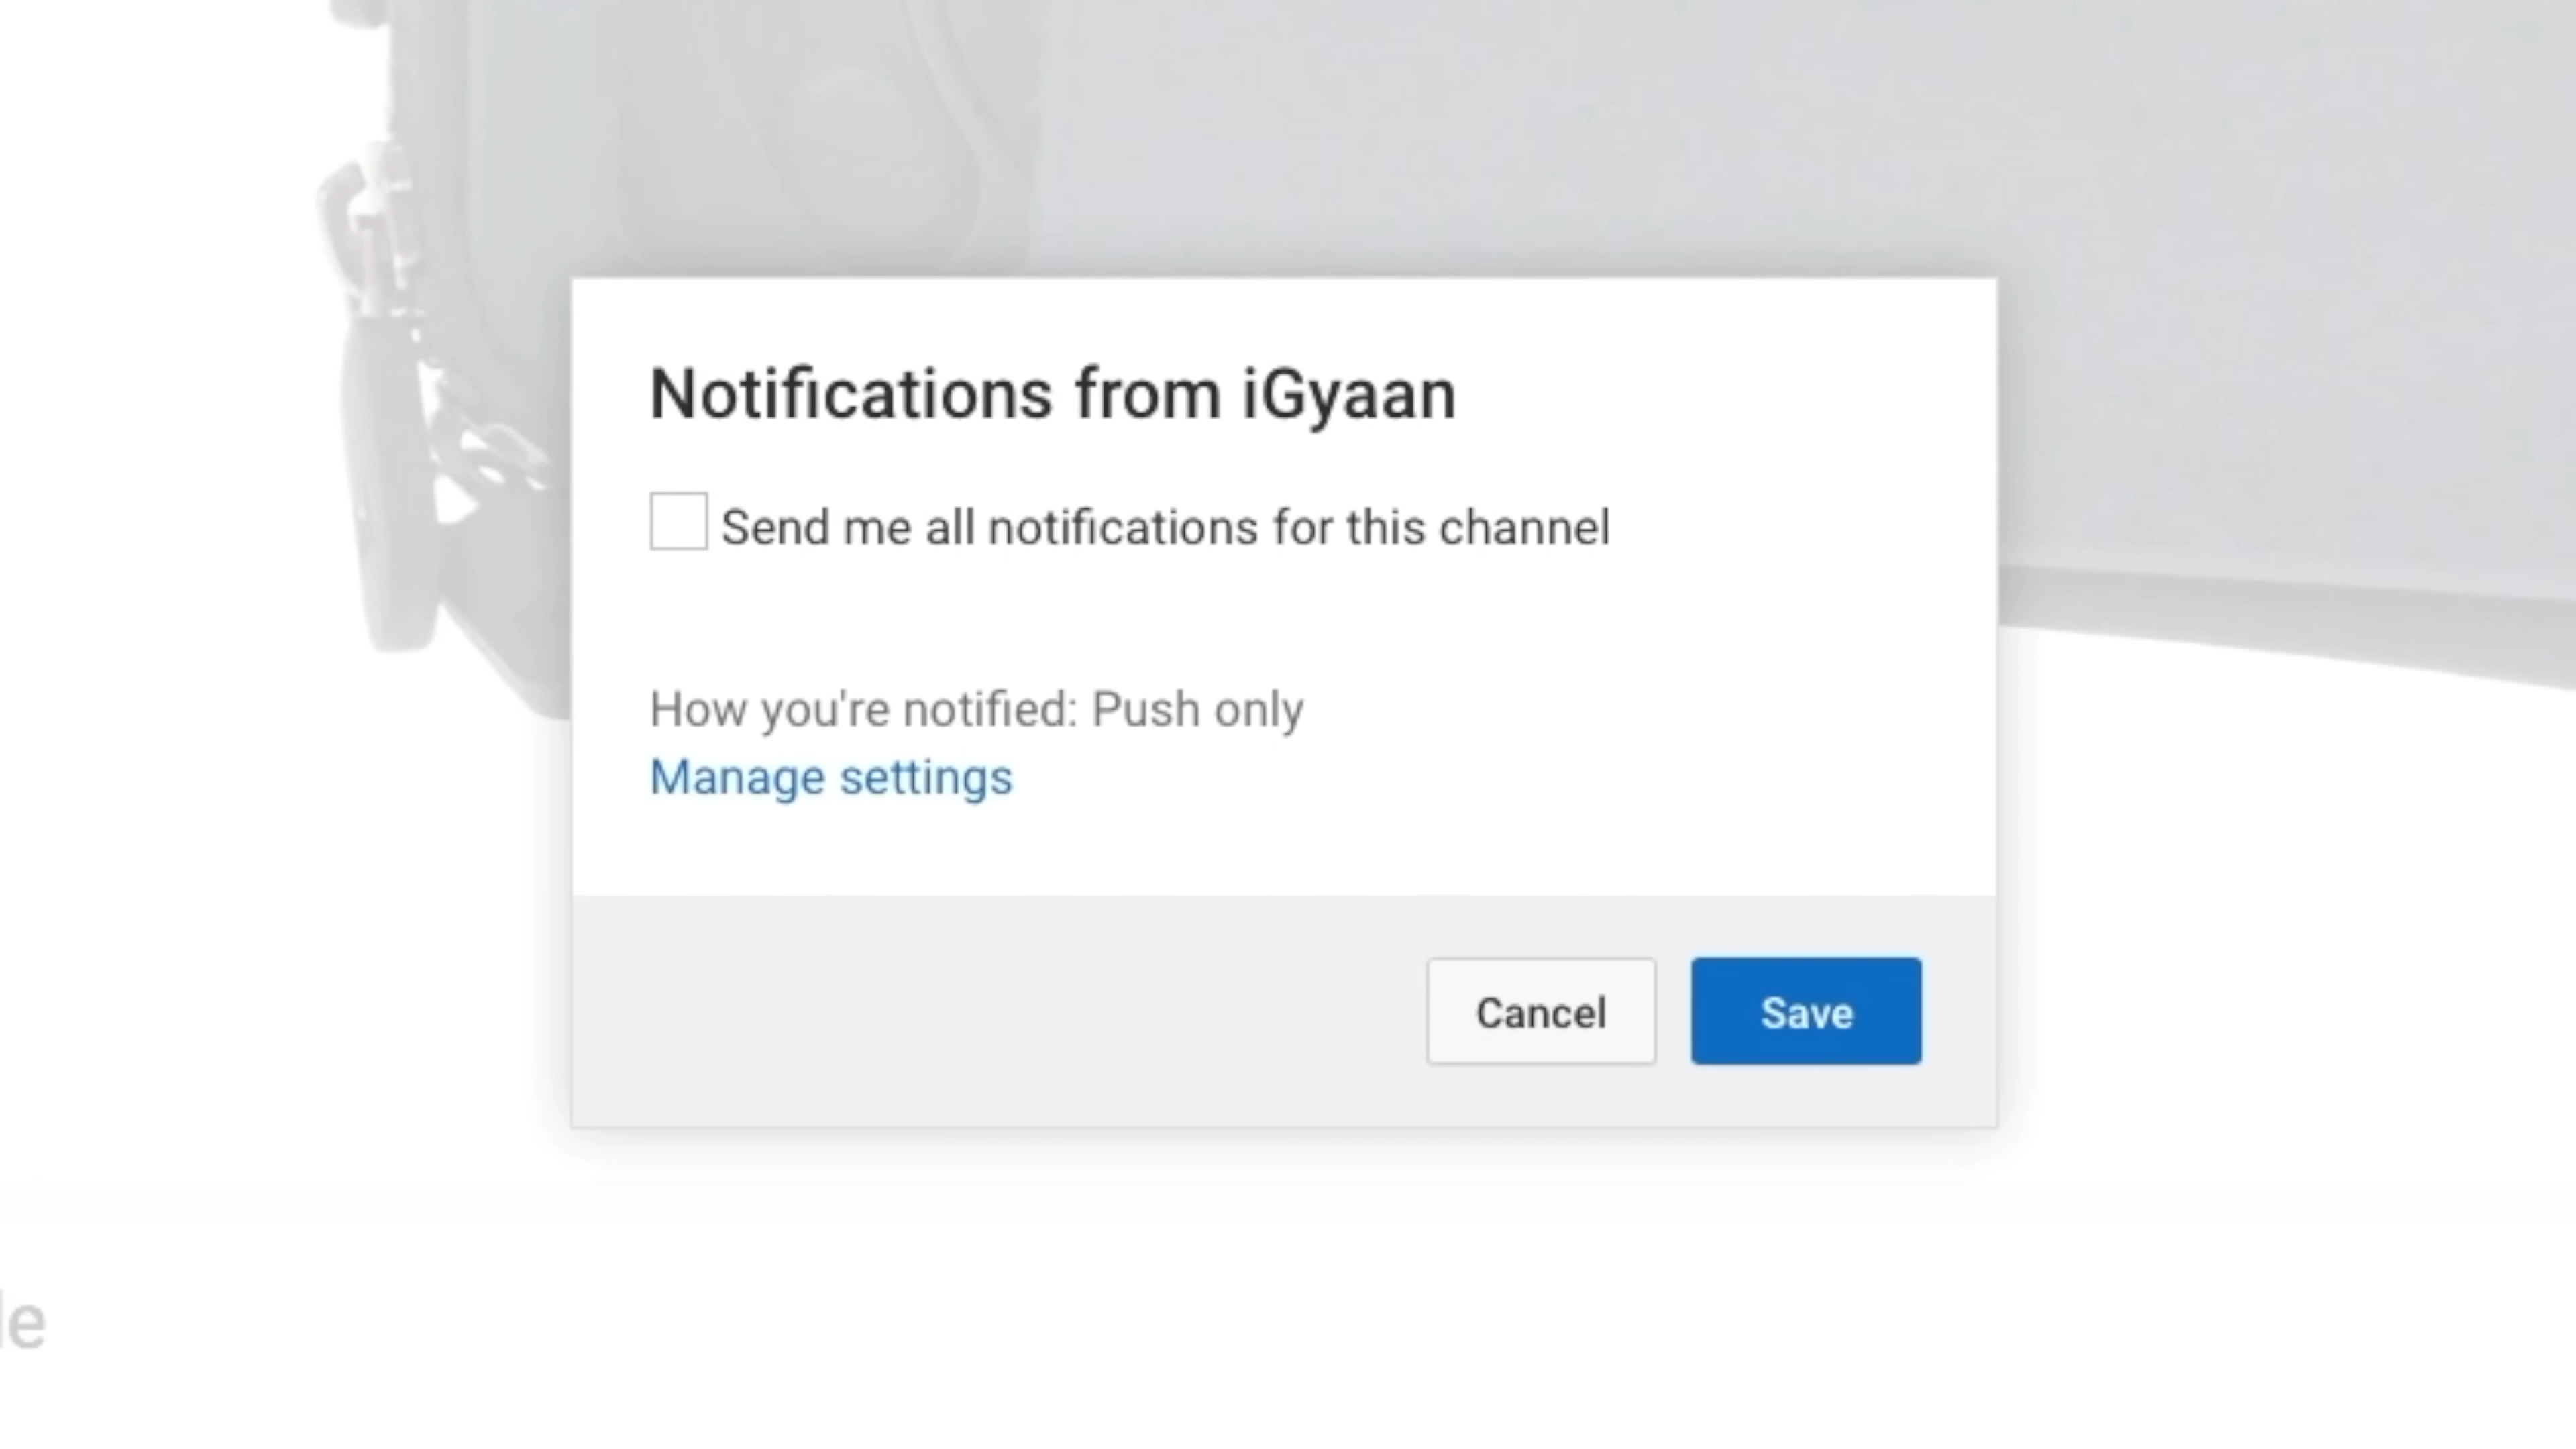 Notifications from iGyaan
Send me all notifications for this channel
How you're notified: Push only
Manage settings
Cancel Save
le